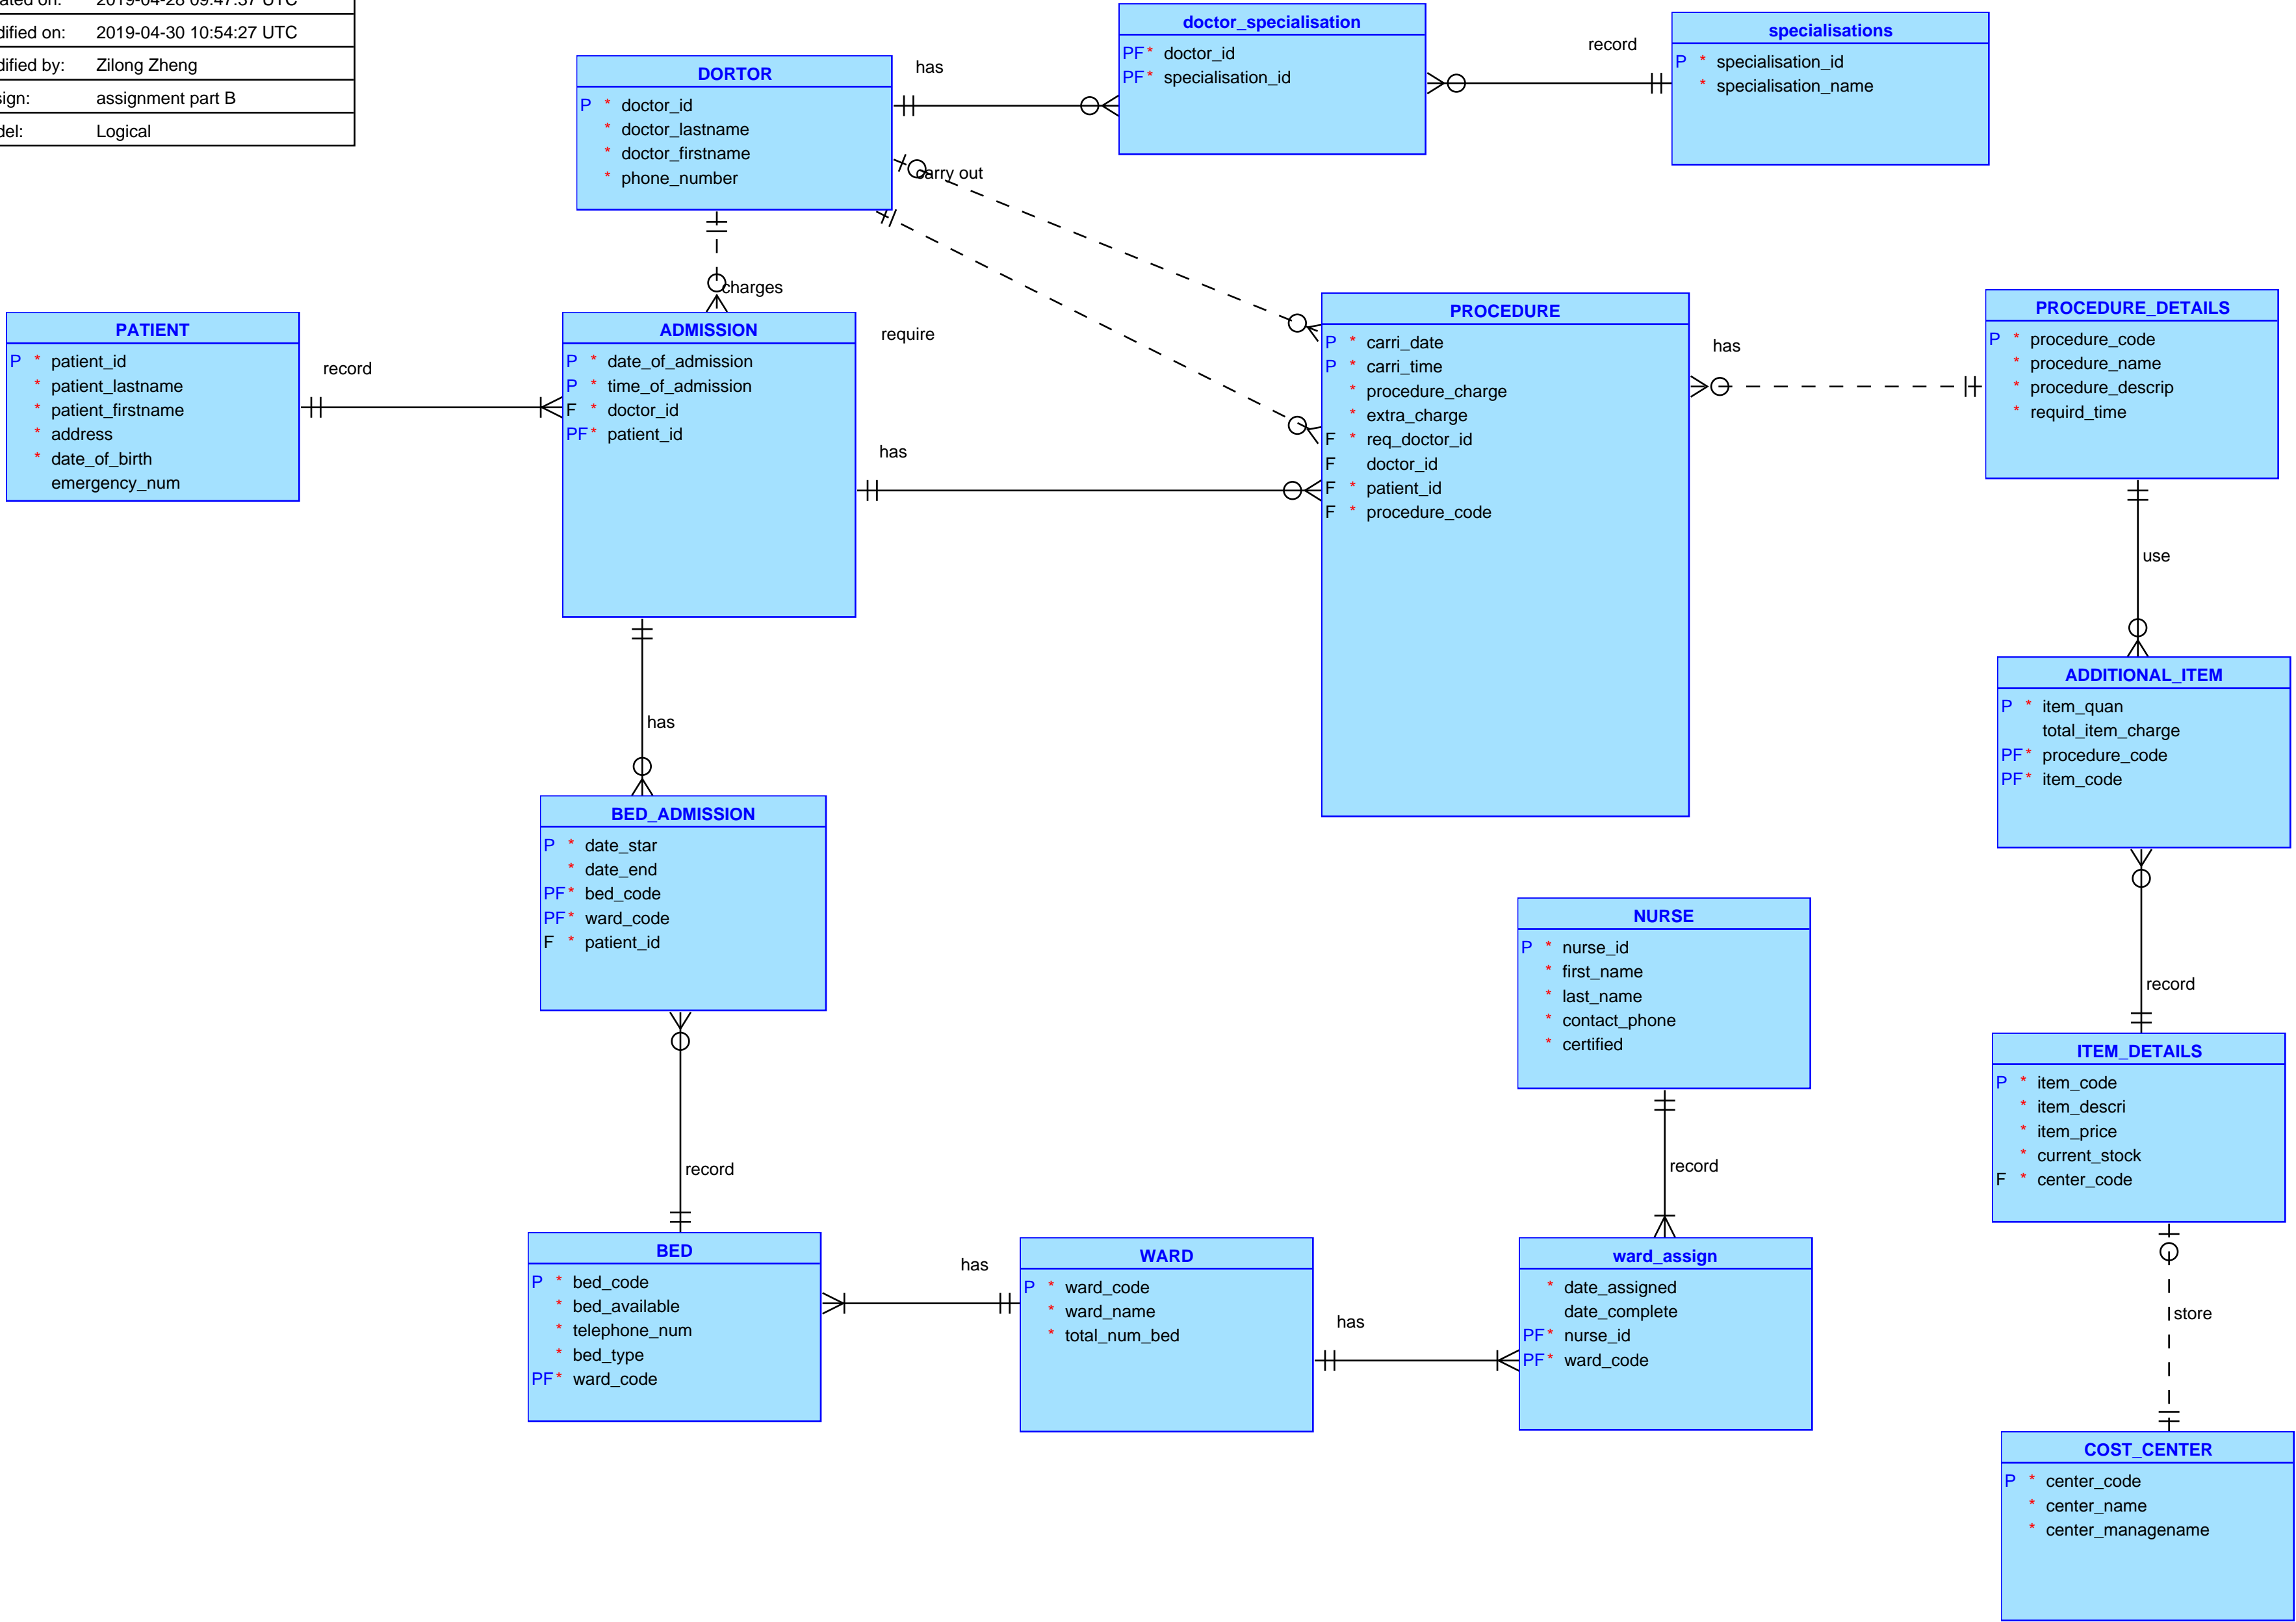 2019-04-28 09:47:37 UTC
dified on: 2019-04-30 10:54:27 UTC
dified by: Zilong Zheng
sign: assignment part B
del: Logical
doctor_specialisation
PF* doctor_id
PF* specialisation_id
record
specialisations
P * specialisation_id
* specialisation_name
DORTOR
P * doctor_id
* doctor_lastname
* doctor_firstname
* phone_number
has
carry out
charges
require
PATIENT
P * patient_id
* patient_lastname
* patient_firstname
* address
* date_of_birth
emergency_num
record
ADMISSION
P * date_of_admission
P * time_of_admission
F * doctor_id
PF* patient_id
has
PROCEDURE
P * carri_date
P * carri_time
* procedure_charge
* extra_charge
F * req_doctor_id
F doctor_id
F * patient_id
F * procedure_code
has
PROCEDURE_DETAILS
P * procedure_code
* procedure_name
* procedure_descrip
* requird_time
use
ADDITIONAL_ITEM
P * item_quan
total_item_charge
PF* procedure_code
PF* item_code
has
BED_ADMISSION
P * date_star
* date_end
PF* bed_code
PF* ward_code
F * patient_id
NURSE
P * nurse_id
* first_name
* last_name
* contact_phone
* certified
record
ITEM_DETAILS
P * item_code
* item_descri
* item_price
* current_stock
F * center_code
record
record
BED
P * bed_code
* bed_available
* telephone_num
* bed_type
PF* ward_code
has
WARD
P * ward_code
* ward_name
* total_num_bed
has
ward_assign
* date_assigned
date_complete
PF* nurse_id
PF* ward_code
store
COST_CENTER
P * center_code
* center_name
* center_managename